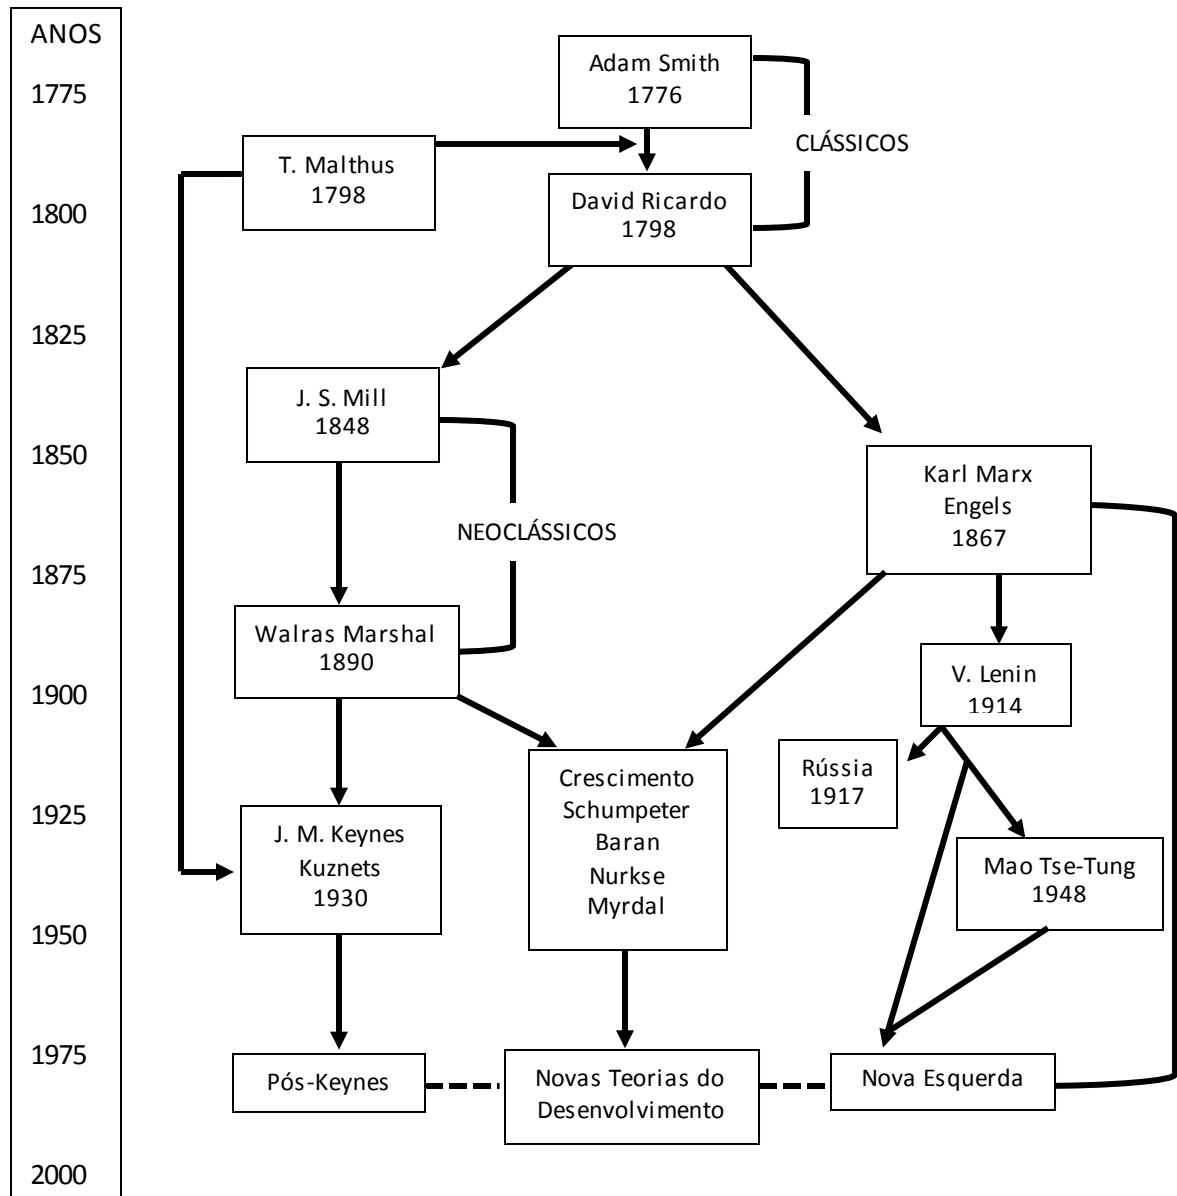 ANOS
1775
1800
1825
1850
1875
1900
1925
1950
1975
2000
Adam Smith
1776
CLÁSSICOS
T. Malthus
1798
David Ricardo
1798
J. S. Mill
1848
NEOCLÁSSICOS
Karl Marx
Engels
1867
Walras Marshal
1890
V. Lenin
1914
Rússia
1917
Crescimento
Schumpeter
Baran
Nurkse
Myrdal
J. M. Keynes
Kuznets
1930
Mao Tse-Tung
1948
Pós-Keynes
Novas Teorias do
Desenvolvimento
Nova Esquerda